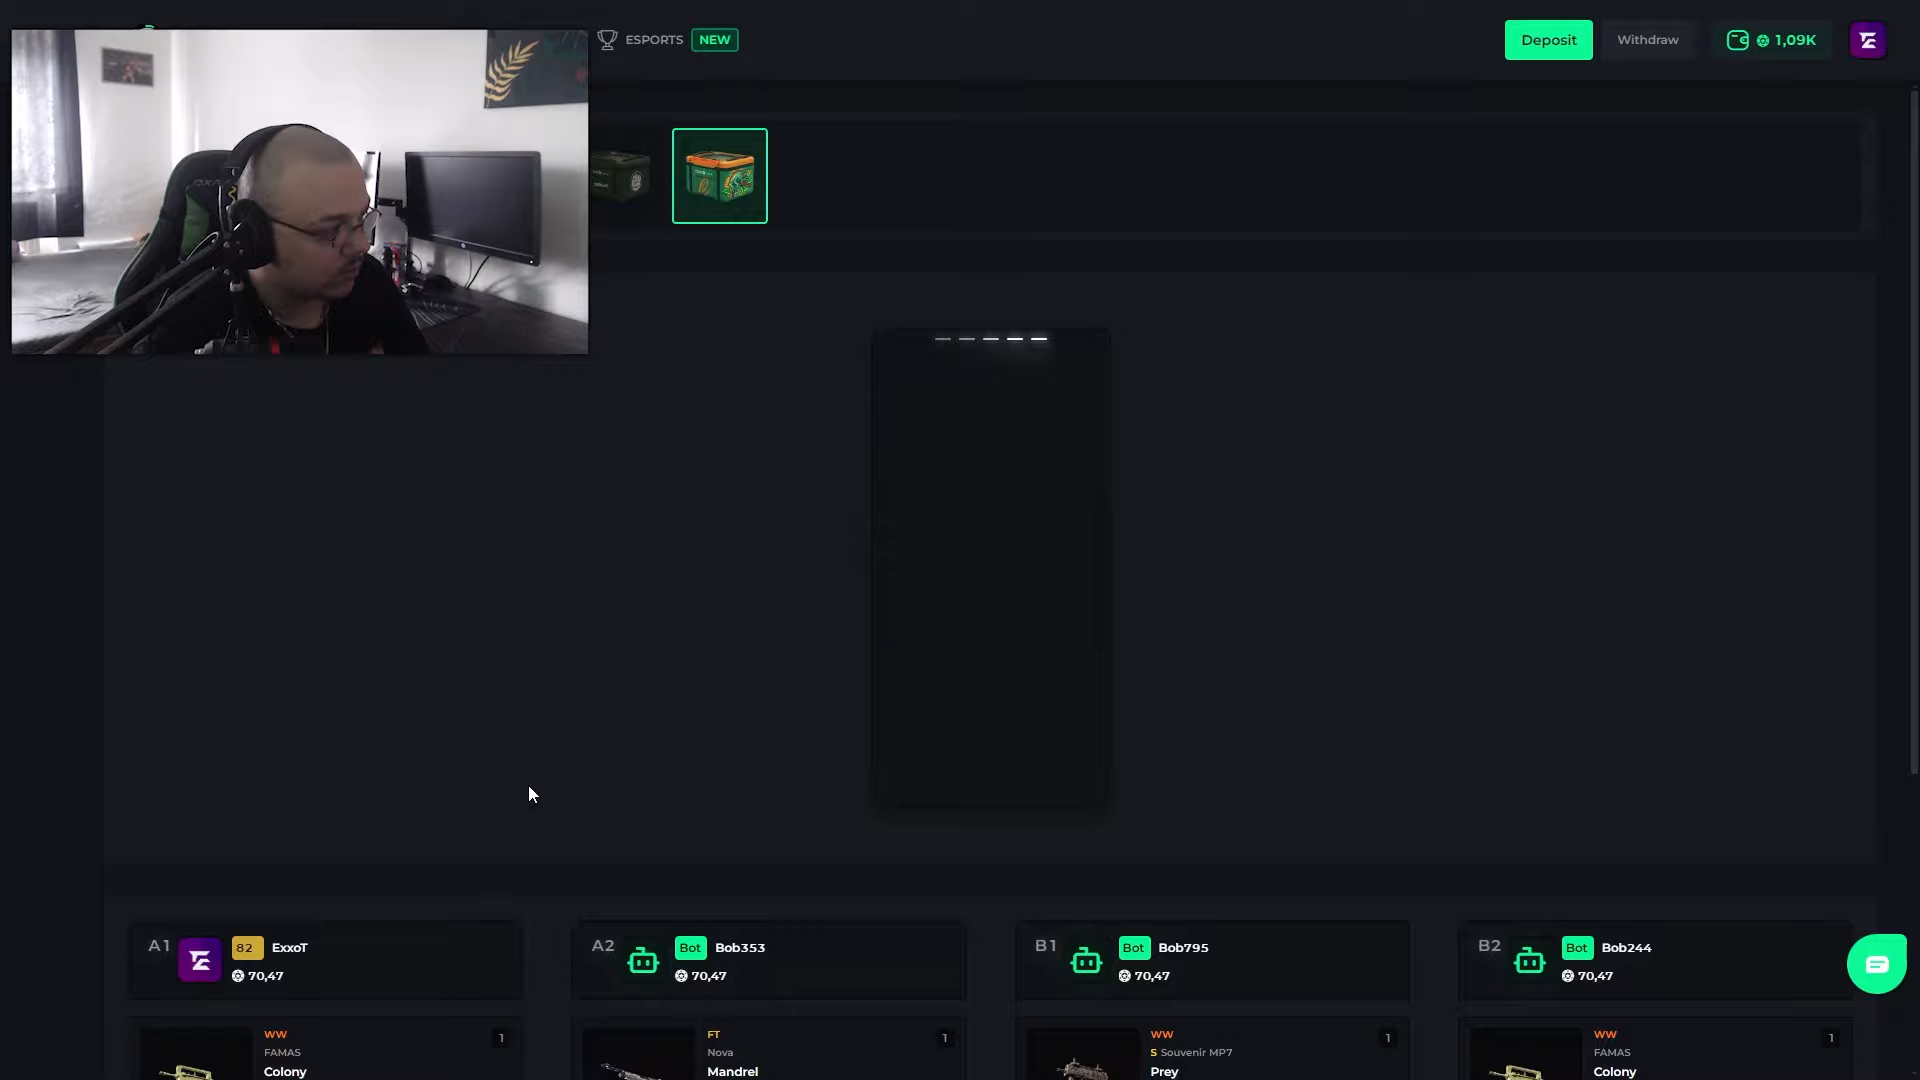 ESPORTS NEW
Deposit
Withdraw
1,09K
A1 82 ExxoT
70,47
A2 Bot Bob353
70,47
B1 Bot Bob795
70,47
B2 Bot Bob244
70,47
WW 1
FAMAS
Colony
FT 1
Nova
Mandrel
WW 1
S Souvenir MP7
Prey
WW 1
FAMAS
Colony